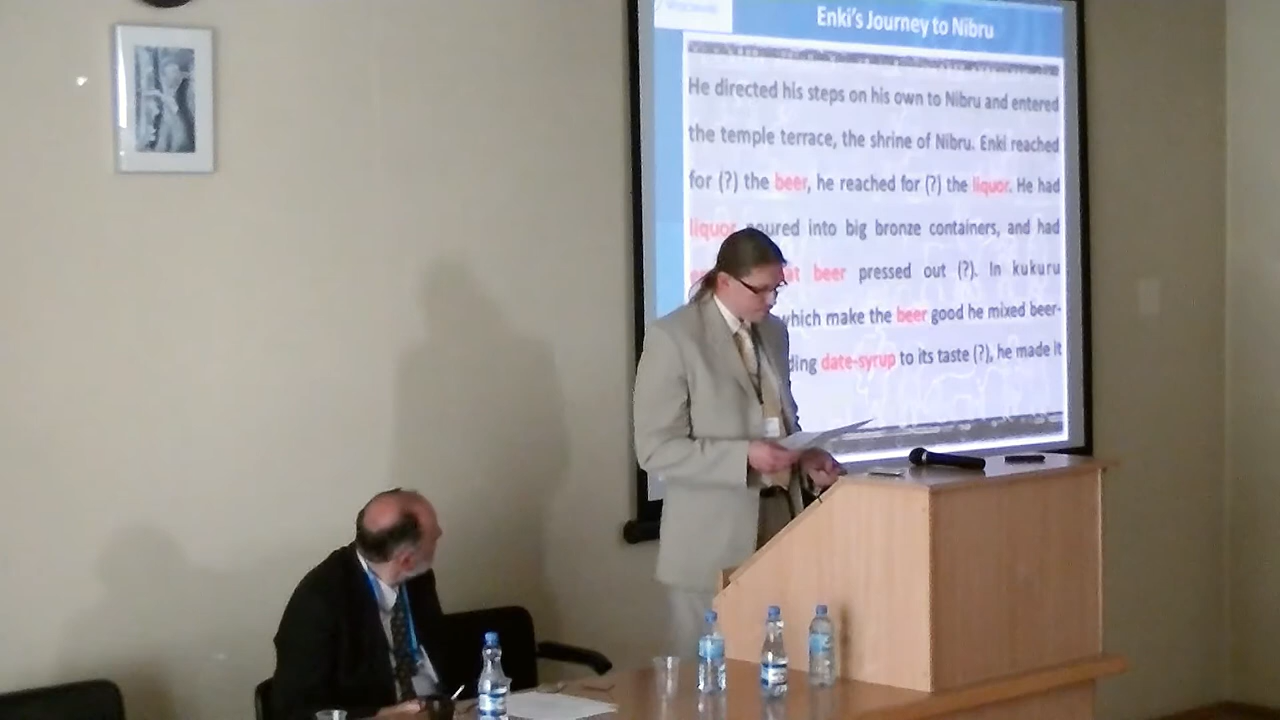 Enki's Journey to Nibru
He directed his steps on his own to Nibru and entered
the temple terrace, the shrine of Nibru. Enki reached
for (?) the beer, he reached for (?) the liquor. He had
liquor poured into big bronze containers, and had
beer pressed out (?). In kukuru
which make the beer good he mixed beer-
date-syrup to its taste (?), he made it